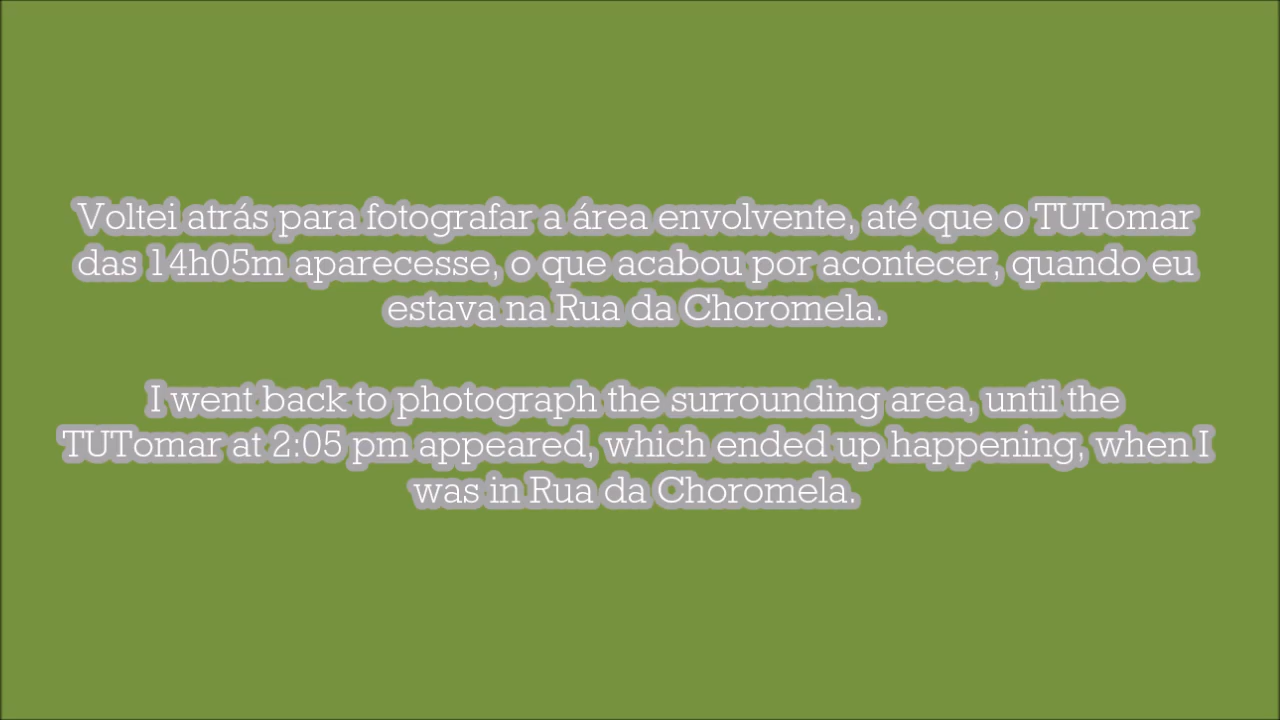 Voltei atrás para fotografar a área envolvente, até que o TUTomar
das 14h05m aparecesse, o que acabou por acontecer, quando eu
estava na Rua da Choromela.
I went back to photograph the surrounding area, until the
TUTomar at 2:05 pm appeared, which ended up happening, when I
was in Rua da Choromela.